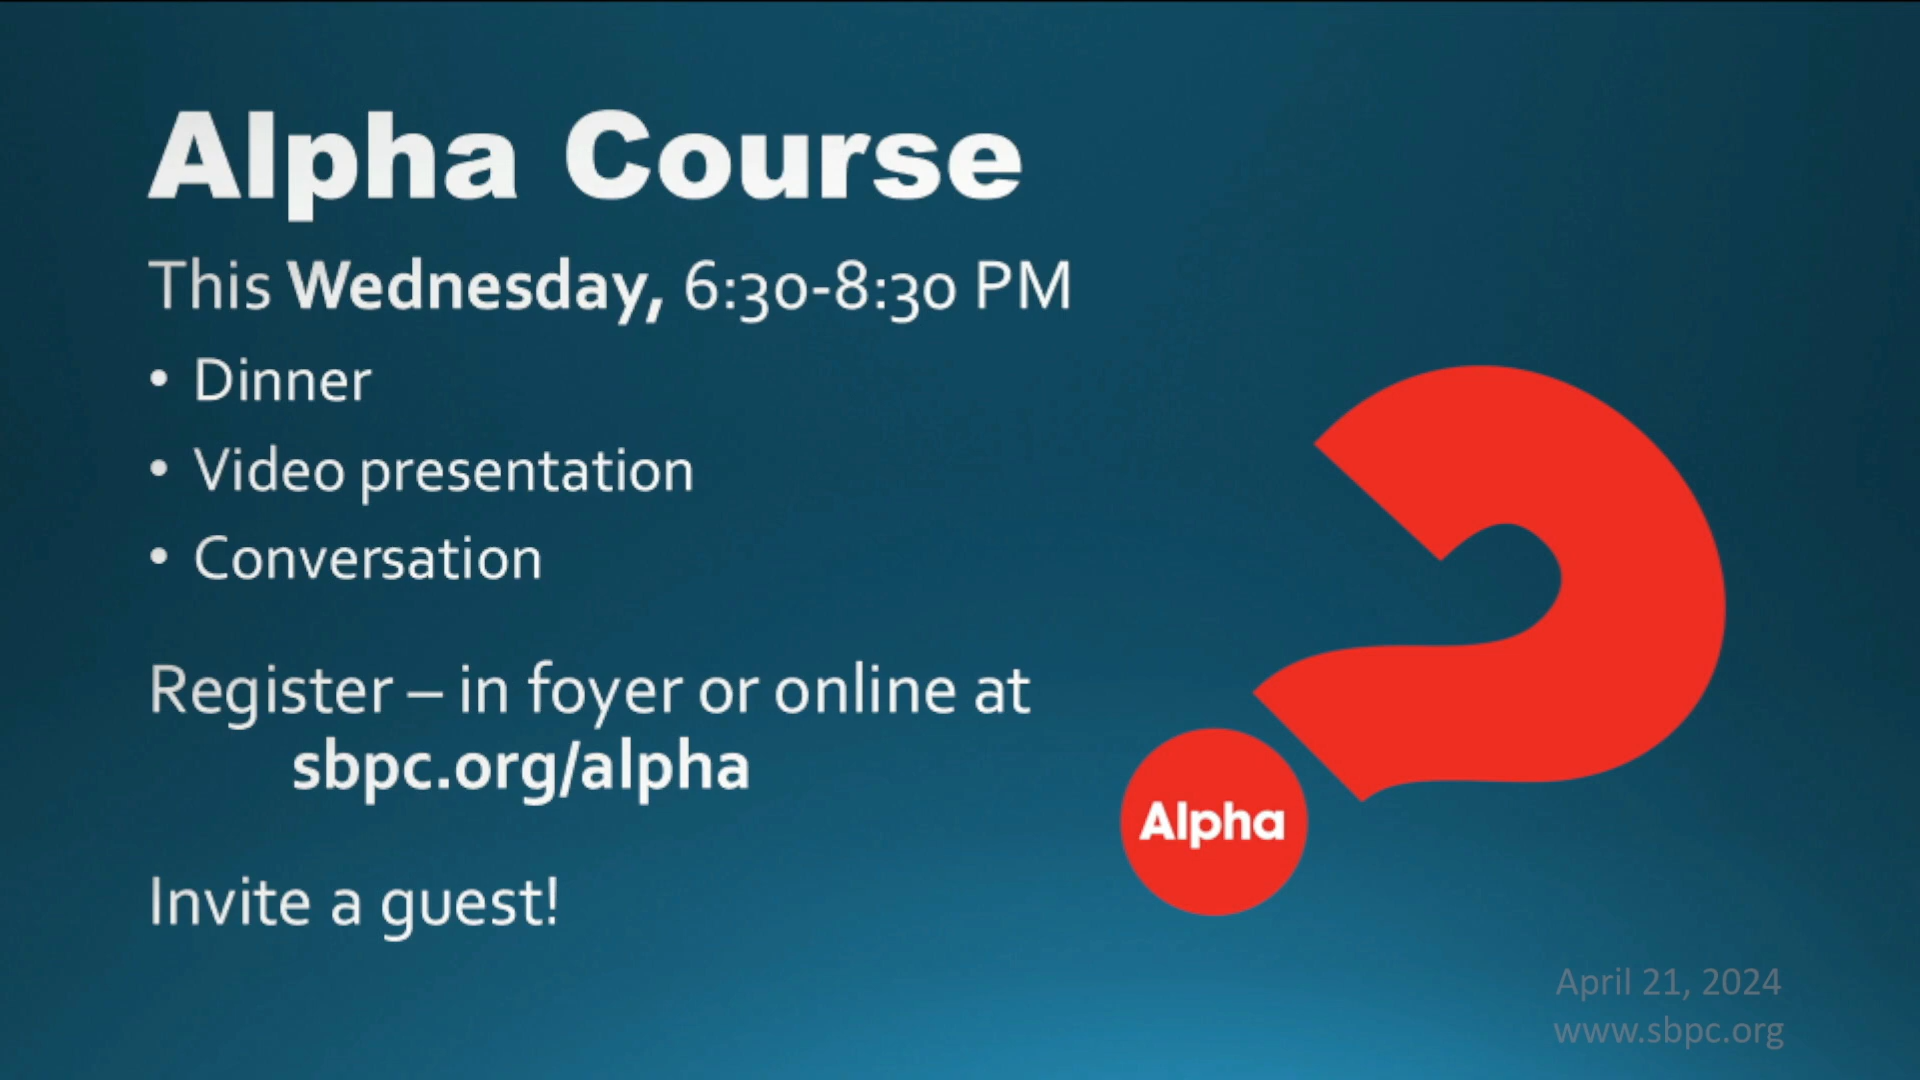 Alpha Course
This Wednesday, 6:30-8:30 PM
• Dinner
• Video presentation
• Conversation
Register – in foyer or online at
sbpc.org/alpha
Invite a guest!
Alpha
April 21, 2024
www.sbpc.org